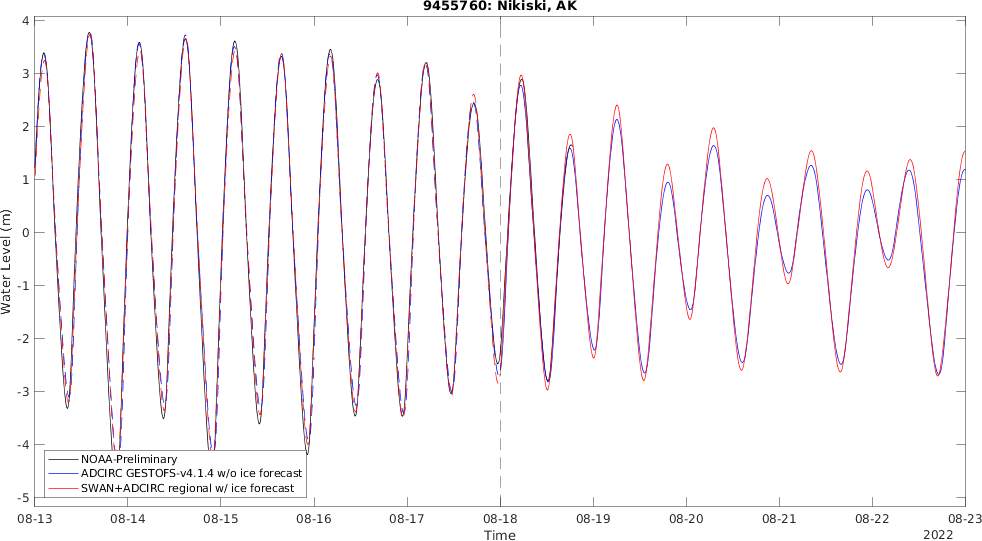 9455760: Nikiski, AK
4
3
2
1
0
-1
-2
-3
-4
-5
Water Level (m)
NOAA-Preliminary
ADCIRC GESTOFS-v4.1.4 w/o ice forecast
SWAN+ADCIRC regional w/ ice forecast
08-13 08-14 08-15 08-16 08-17 08-18 08-19 08-20 08-21 08-22 08-23
Time
2022